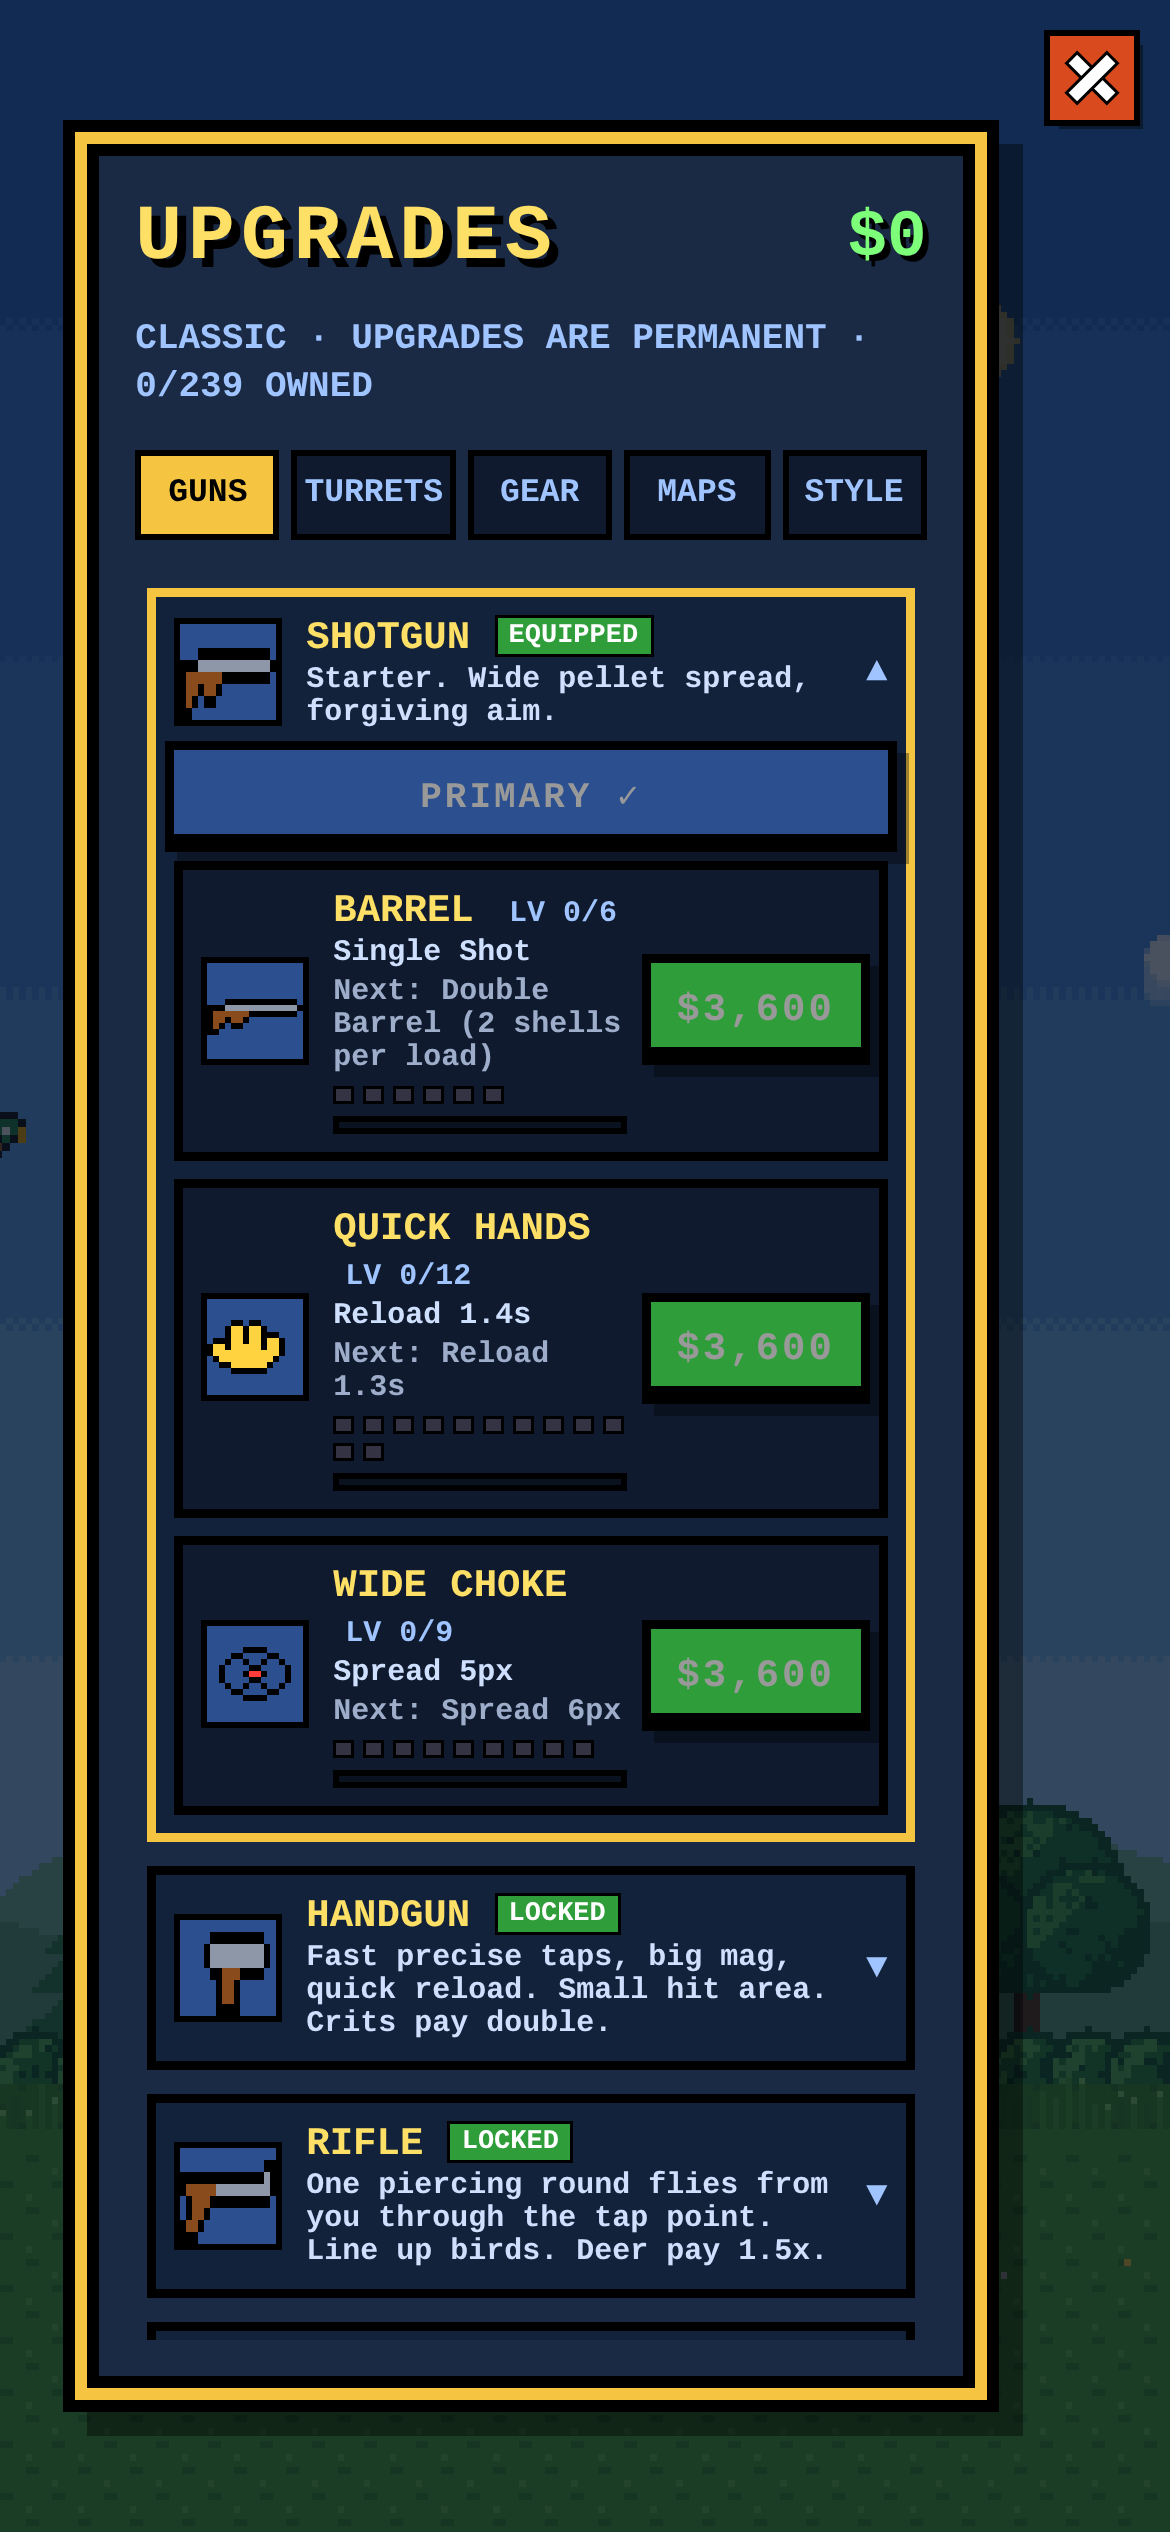 UPGRADES $0
CLASSIC · UPGRADES ARE PERMANENT ·
0/239 OWNED
GUNS TURRETS GEAR MAPS STYLE
SHOTGUN EQUIPPED
Starter. Wide pellet spread,
forgiving aim.
▲
PRIMARY ✓
BARREL LV 0/6
Single Shot
Next: Double
Barrel (2 shells
per load)
$3,600
QUICK HANDS
LV 0/12
Reload 1.4s
Next: Reload
1.3s
$3,600
WIDE CHOKE
LV 0/9
Spread 5px
Next: Spread 6px
$3,600
HANDGUN LOCKED
Fast precise taps, big mag,
quick reload. Small hit area.
Crits pay double.
▼
RIFLE LOCKED
One piercing round flies from
you through the tap point.
Line up birds. Deer pay 1.5x.
▼